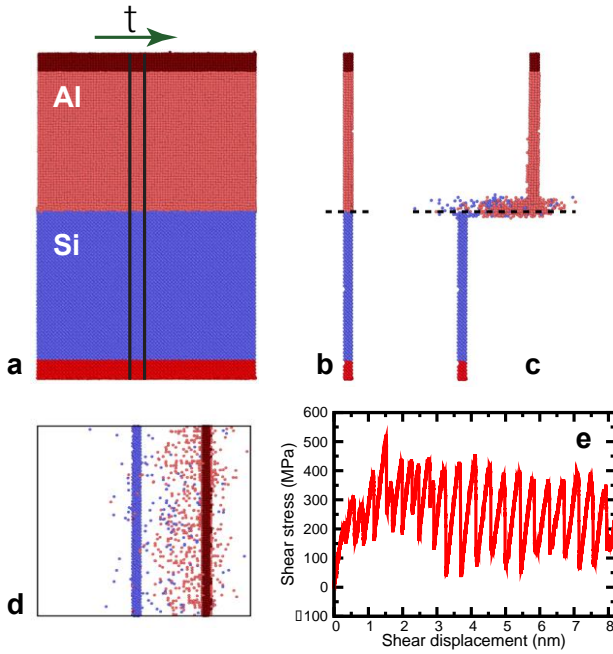 t
Al
Si
a
b
c
d
e
600
500
400
300
200
100
0
▯100
Shear stress (MPa)
0 1 2 3 4 5 6 7 8
Shear displacement (nm)